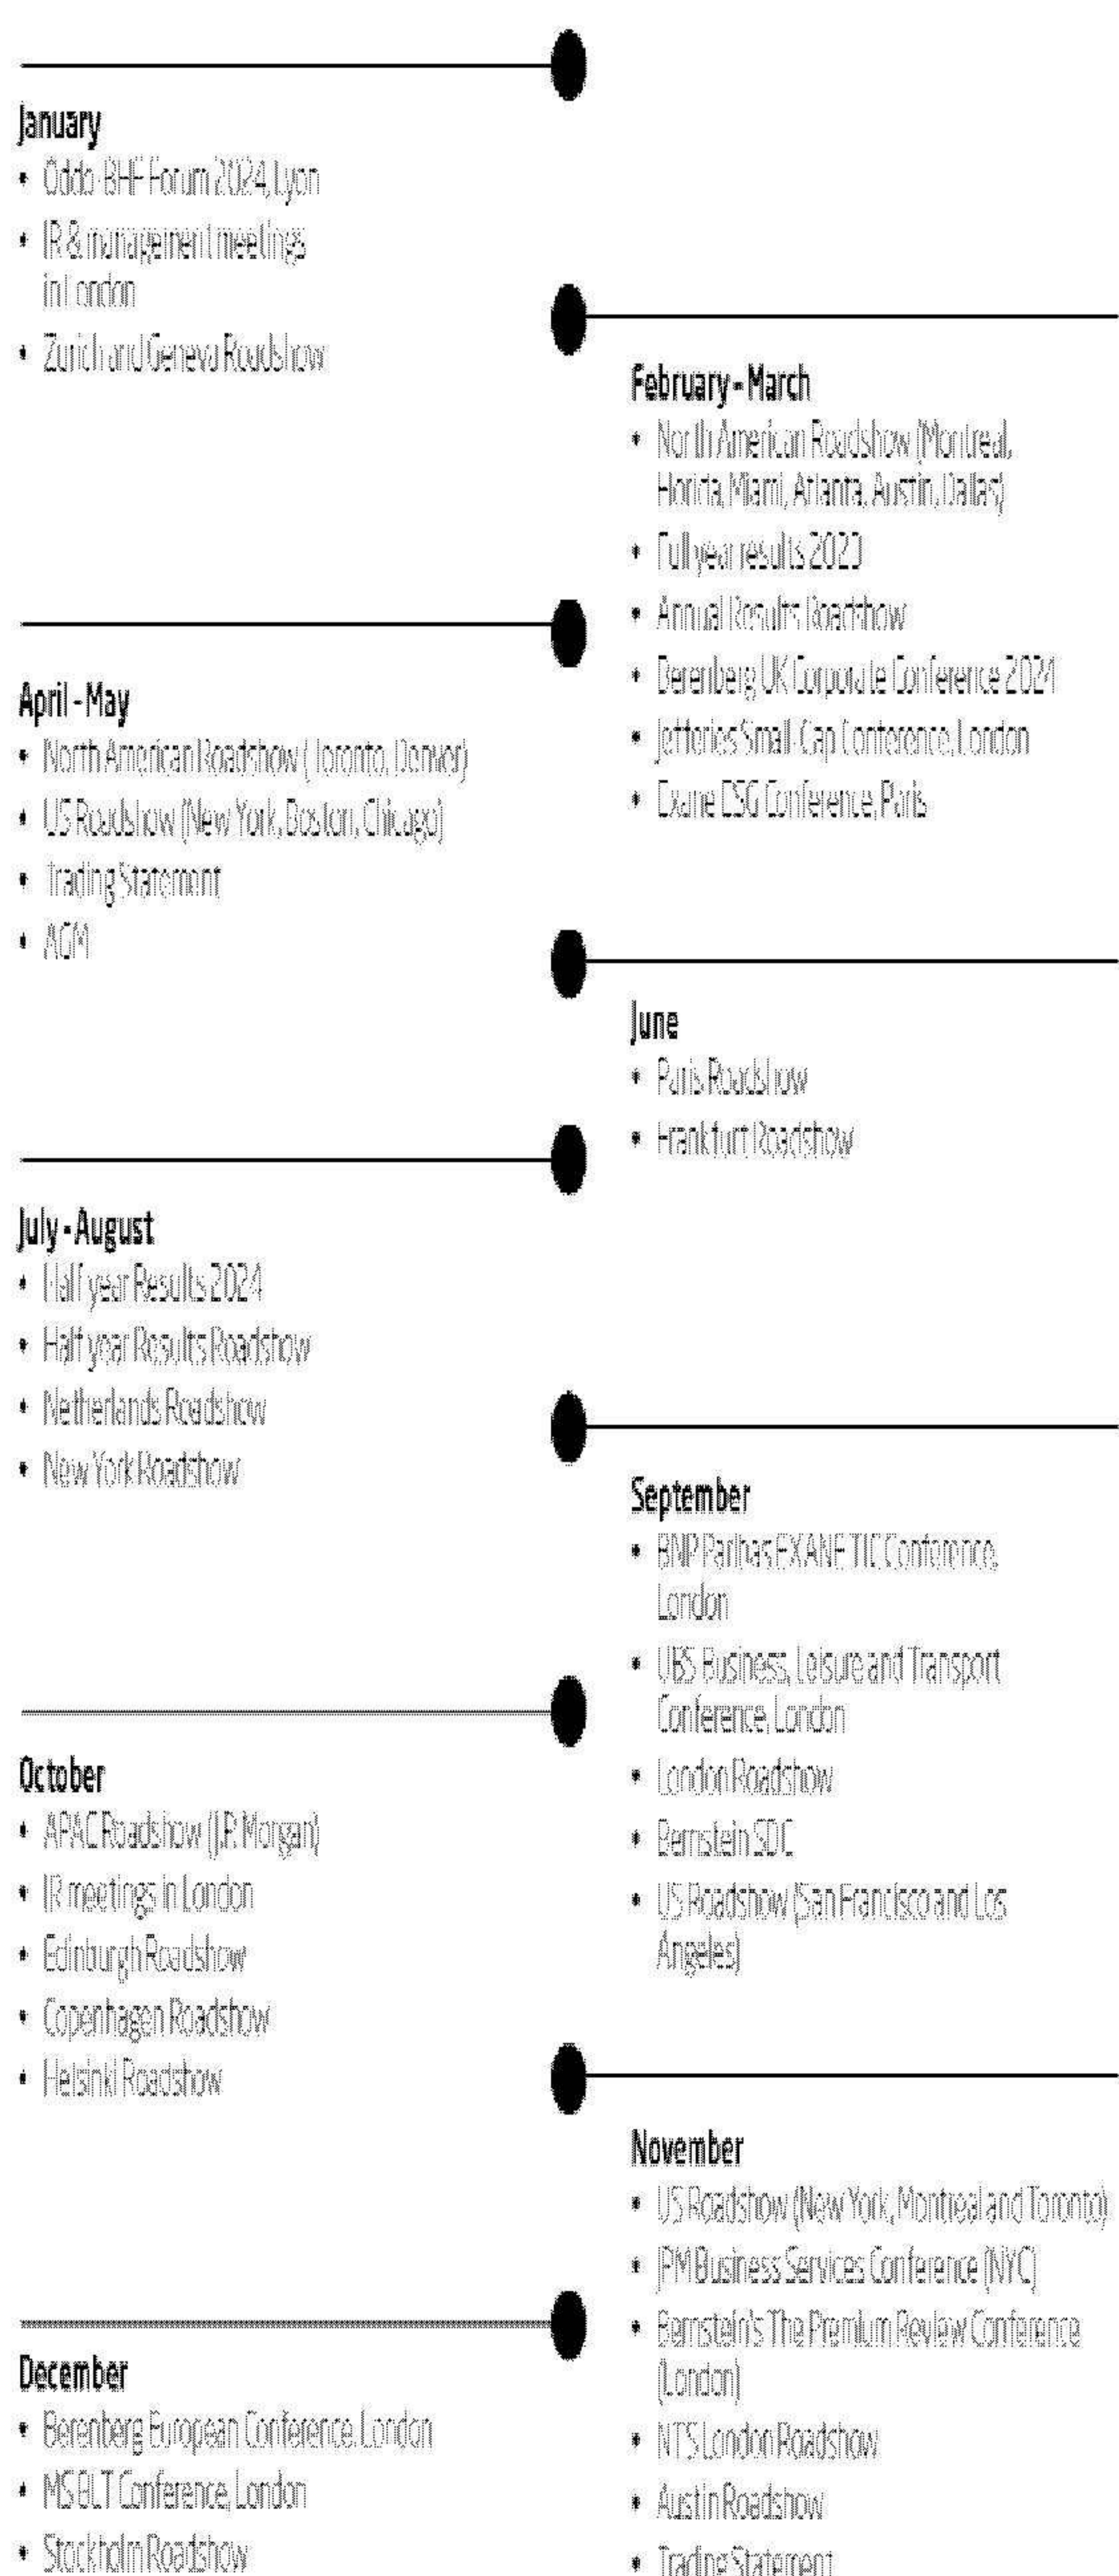 January
• Oddo BHF Forum 2024, Lyon
• IR & management meetings
in London
• Zurich and Geneva Roadshow
February - March
• North American Roadshow (Montreal,
Florida, Miami, Atlanta, Austin, Dallas)
• Full year results 2023
• Annual Results Roadshow
• Berenberg UK Corporate Conference 2024
• Jefferies Small-Cap Conference, London
• Exane ESG Conference, Paris
April - May
• North American Roadshow (Toronto, Denver)
• US Roadshow (New York, Boston, Chicago)
• Trading Statement
• AGM
June
• Paris Roadshow
• Frankfurt Roadshow
July - August
• Half year Results 2024
• Half year Results Roadshow
• Netherlands Roadshow
• New York Roadshow
September
• BNP Paribas EXANE TIC Conference,
London
• UBS Business, Leisure and Transport
Conference, London
• London Roadshow
• Bernstein SDC
• US Roadshow (San Francisco and Los
Angeles)
October
• APAC Roadshow (J.P. Morgan)
• IR meetings in London
• Edinburgh Roadshow
• Copenhagen Roadshow
• Helsinki Roadshow
November
• US Roadshow (New York, Montreal and Toronto)
• JPM Business Services Conference (NYC)
• Bernstein's The Premium Review Conference
(London)
• NTS London Roadshow
• Austin Roadshow
• Trading Statement
December
• Berenberg European Conference, London
• MS BLT Conference, London
• Stockholm Roadshow